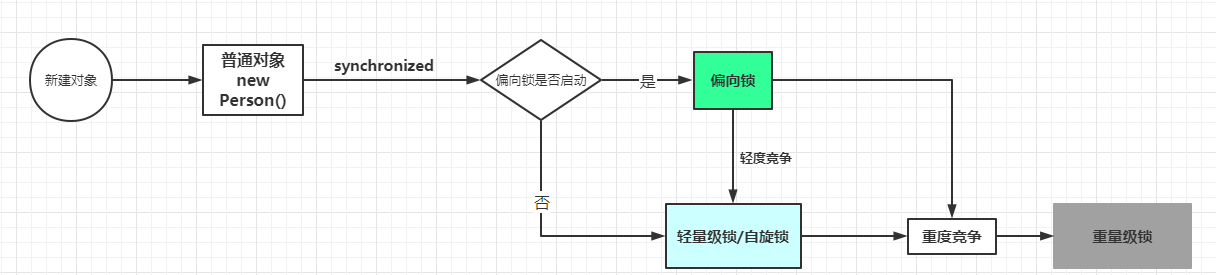 新建对象
普通对象
new
Person()
synchronized
偏向锁是否启动
是
偏向锁
轻度竞争
否
轻量级锁/自旋锁
重度竞争
重量级锁